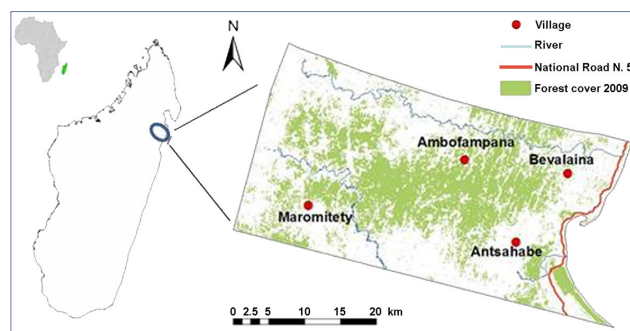 N
Village
River
National Road N. 5
Forest cover 2009
Ambofampana
Bevalaina
Maromitety
Antsahabe
0 2.5 5 10 15 20 km